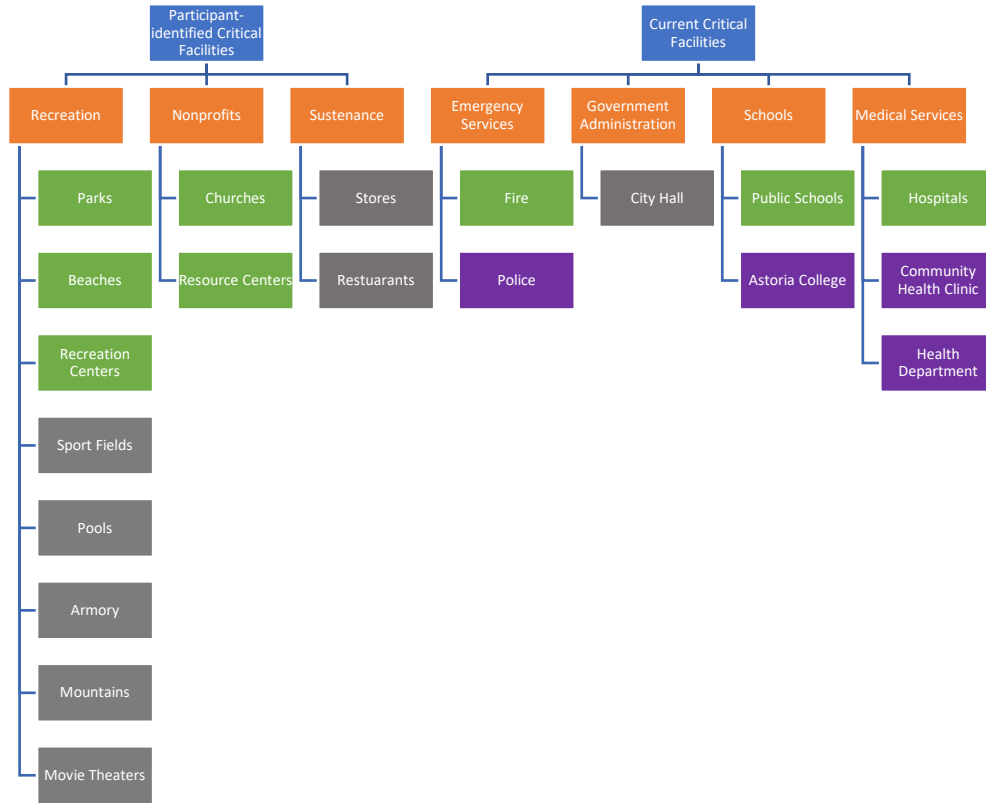 Participant-
identified Critical
Facilities
Current Critical
Facilities
Recreation
Nonprofits
Sustenance
Emergency
Services
Government
Administration
Schools
Medical Services
Parks
Churches
Stores
Fire
City Hall
Public Schools
Hospitals
Beaches
Resource Centers
Restuarants
Police
Astoria College
Community
Health Clinic
Recreation
Centers
Health
Department
Sport Fields
Pools
Armory
Mountains
Movie Theaters